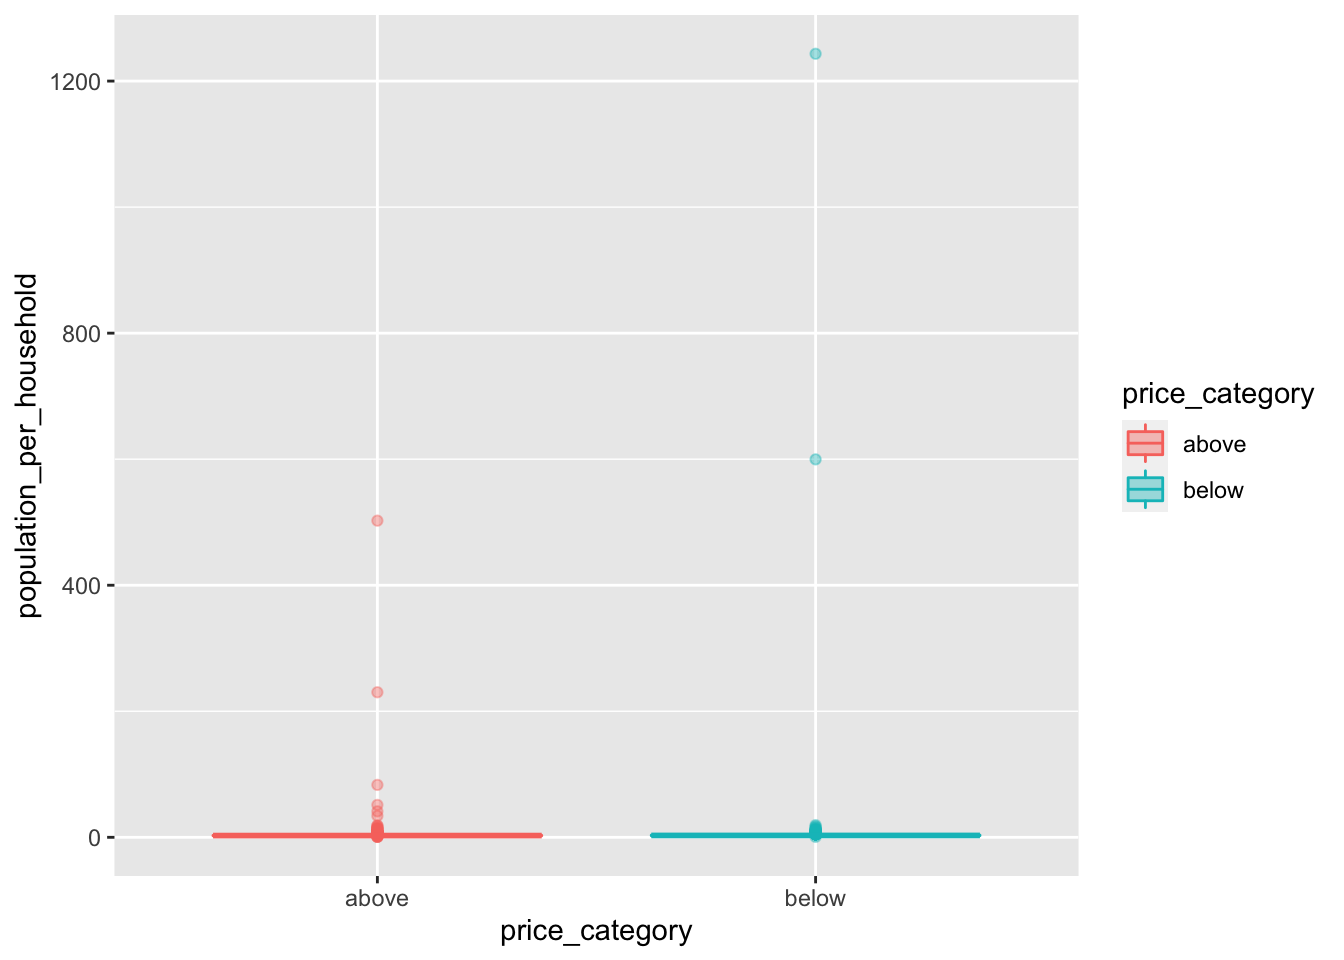 population_per_household
1200
800
400
0
above
below
price_category
price_category
above
below